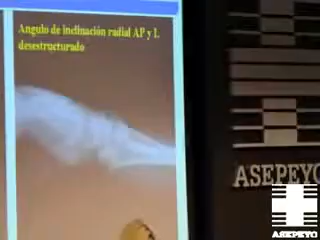 Angulo de inclinación radial AP y L
desestructurado
ASEPEYO
ASEPEYO